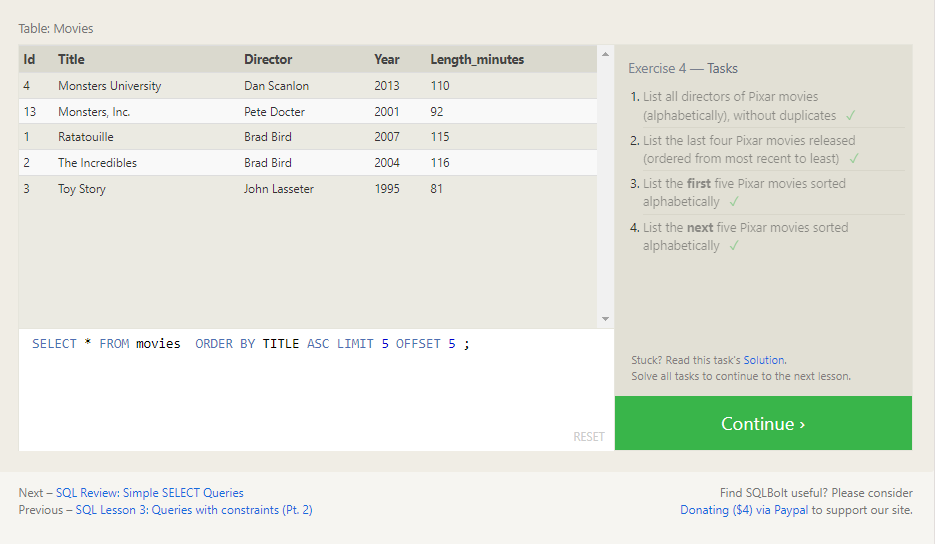 Table: Movies
Id Title Director Year Length_minutes
4 Monsters University Dan Scanlon 2013 110
13 Monsters, Inc. Pete Docter 2001 92
1 Ratatouille Brad Bird 2007 115
2 The Incredibles Brad Bird 2004 116
3 Toy Story John Lasseter 1995 81
SELECT * FROM movies  ORDER BY TITLE ASC LIMIT 5 OFFSET 5 ;
RESET
Exercise 4 — Tasks
1. List all directors of Pixar movies
(alphabetically), without duplicates ✓
2. List the last four Pixar movies released
(ordered from most recent to least) ✓
3. List the first five Pixar movies sorted
alphabetically ✓
4. List the next five Pixar movies sorted
alphabetically ✓
Stuck? Read this task's Solution.
Solve all tasks to continue to the next lesson.
Continue ›
Next – SQL Review: Simple SELECT Queries
Previous – SQL Lesson 3: Queries with constraints (Pt. 2)
Find SQLBolt useful? Please consider
Donating ($4) via Paypal to support our site.